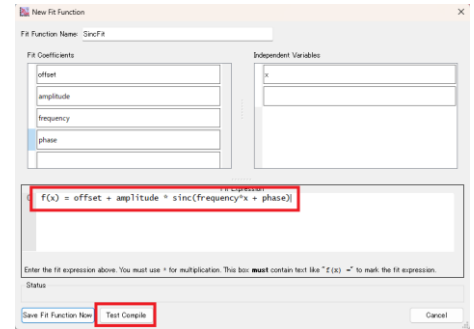 New Fit Function
Fit Function Name: SincFit
Fit Coefficients
Independent Variables
offset
x
amplitude
frequency
phase
Fit Expression
f(x) = offset + amplitude * sinc(frequency*x + phase)
Enter the fit expression above. You must use * for multiplication. This box must contain text like "f(x) =" to mark the fit expression.
Status
Save Fit Function Now
Test Compile
Cancel